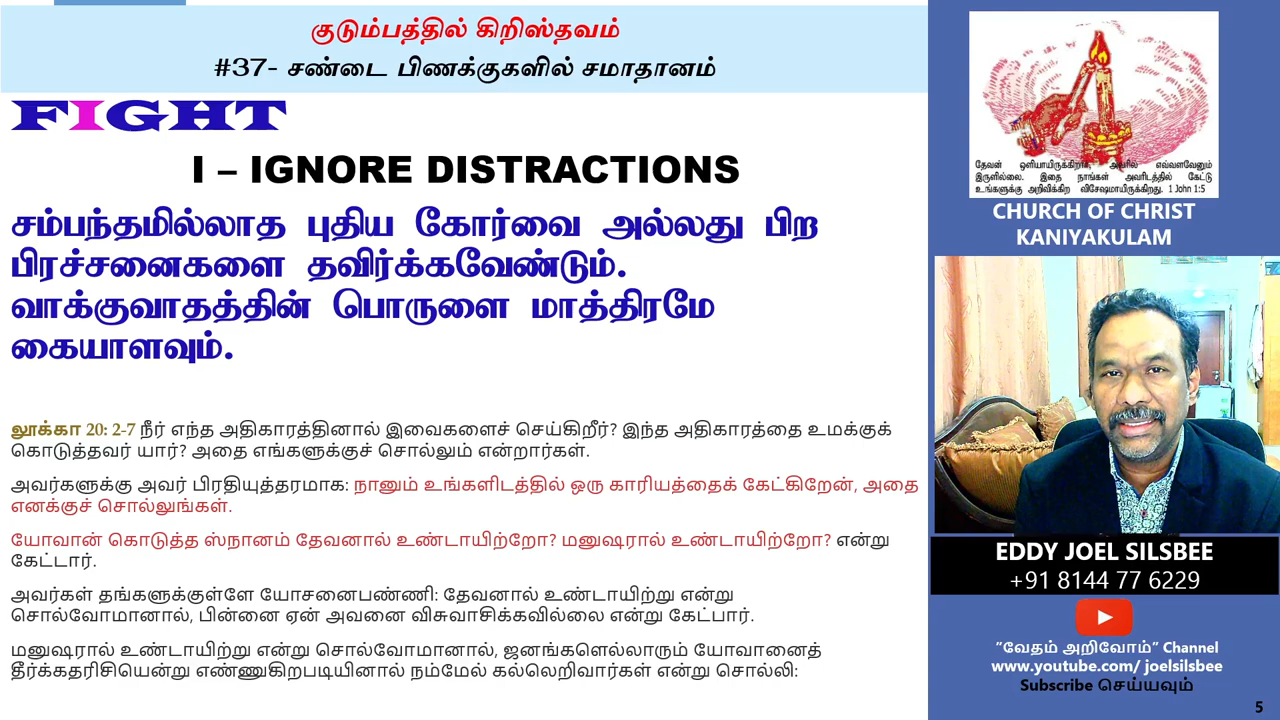 குடும்பத்தில் கிறிஸ்தவம்
#37- சண்டை பிணக்குகளில் சமாதானம்
FIGHT
I – IGNORE DISTRACTIONS
சம்பந்தமில்லாத புதிய கோர்வை அல்லது பிற
பிரச்சனைகளை தவிர்க்கவேண்டும்.
வாக்குவாதத்தின் பொருளை மாத்திரமே
கையாளவும்.
லூக்கா 20: 2-7 நீர் எந்த அதிகாரத்தினால் இவைகளைச் செய்கிறீர்? இந்த அதிகாரத்தை உமக்குக்
கொடுத்தவர் யார்? அதை எங்களுக்குச் சொல்லும் என்றார்கள்.
அவர்களுக்கு அவர் பிரதியுத்தரமாக: நானும் உங்களிடத்தில் ஒரு காரியத்தைக் கேட்கிறேன், அதை
எனக்குச் சொல்லுங்கள்.
யோவான் கொடுத்த ஸ்நானம் தேவனால் உண்டாயிற்றோ? மனுஷரால் உண்டாயிற்றோ? என்று
கேட்டார்.
அவர்கள் தங்களுக்குள்ளே யோசனைபண்ணி: தேவனால் உண்டாயிற்று என்று
சொல்வோமானால், பின்னை ஏன் அவனை விசுவாசிக்கவில்லை என்று கேட்பார்.
மனுஷரால் உண்டாயிற்று என்று சொல்வோமானால், ஜனங்களெல்லாரும் யோவானைத்
தீர்க்கதரிசியென்று எண்ணுகிறபடியினால் நம்மேல் கல்லெறிவார்கள் என்று சொல்லி:
தேவன் ஒளியாயிருக்கிறார், அவரில் எவ்வளவேனும்
இருளில்லை. இதை நாங்கள் அவரிடத்தில் கேட்டு
உங்களுக்கு அறிவிக்கிற விசேஷமாயிருக்கிறது. 1 John 1:5
CHURCH OF CHRIST
KANIYAKULAM
EDDY JOEL SILSBEE
+91 8144 77 6229
”வேதம் அறிவோம்” Channel
www.youtube.com/ joelsilsbee
Subscribe செய்யவும்
5